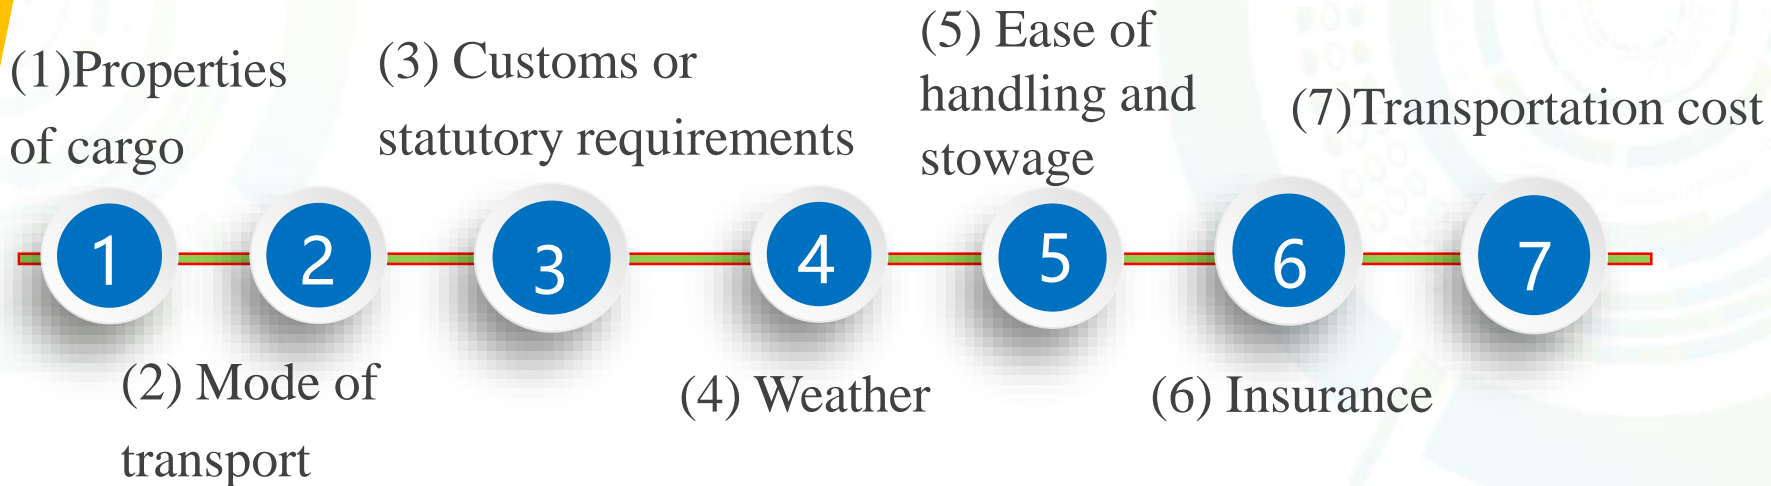 (1)Properties
of cargo
(3) Customs or
statutory requirements
(5) Ease of
handling and
stowage
(7)Transportation cost
1
2
3
4
5
6
7
(2) Mode of
transport
(4) Weather
(6) Insurance